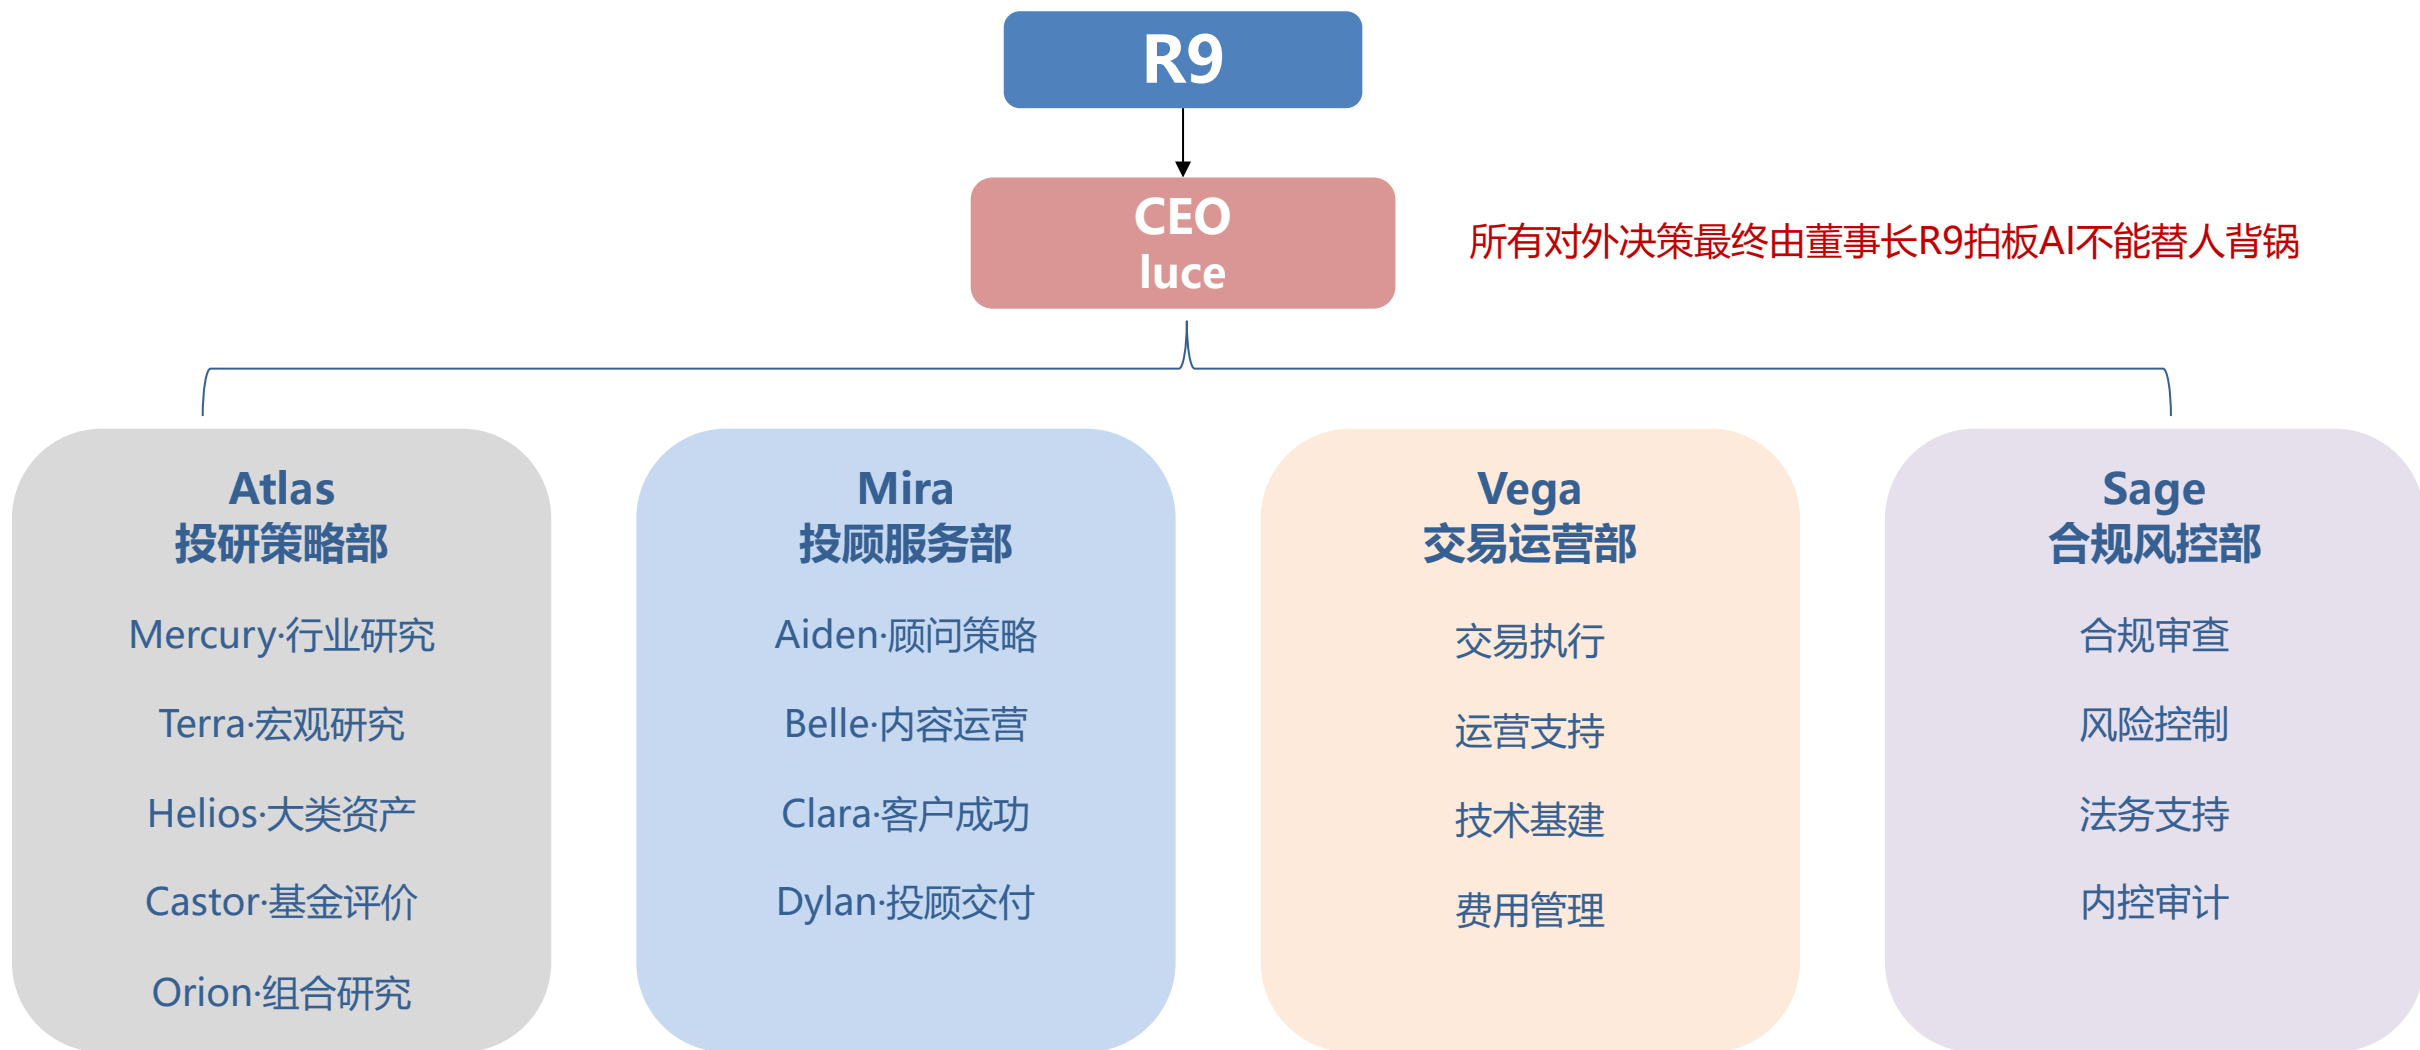 R9
CEO
luce
所有对外决策最终由董事长R9拍板AI不能替人背锅
Atlas
投研策略部
Mercury·行业研究
Terra·宏观研究
Helios·大类资产
Castor·基金评价
Orion·组合研究
Mira
投顾服务部
Aiden·顾问策略
Belle·内容运营
Clara·客户成功
Dylan·投顾交付
Vega
交易运营部
交易执行
运营支持
技术基建
费用管理
Sage
合规风控部
合规审查
风险控制
法务支持
内控审计